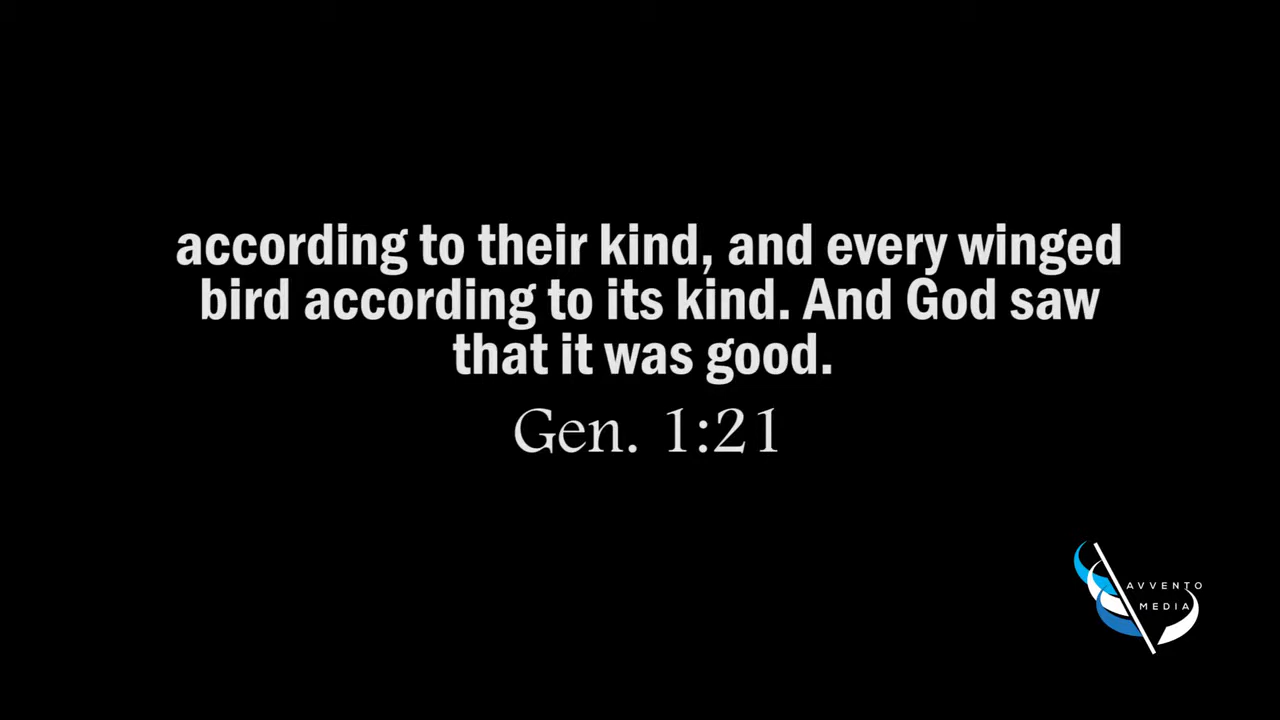 according to their kind, and every winged
bird according to its kind. And God saw
that it was good.
Gen. 1:21
AVVENTO
MEDIA